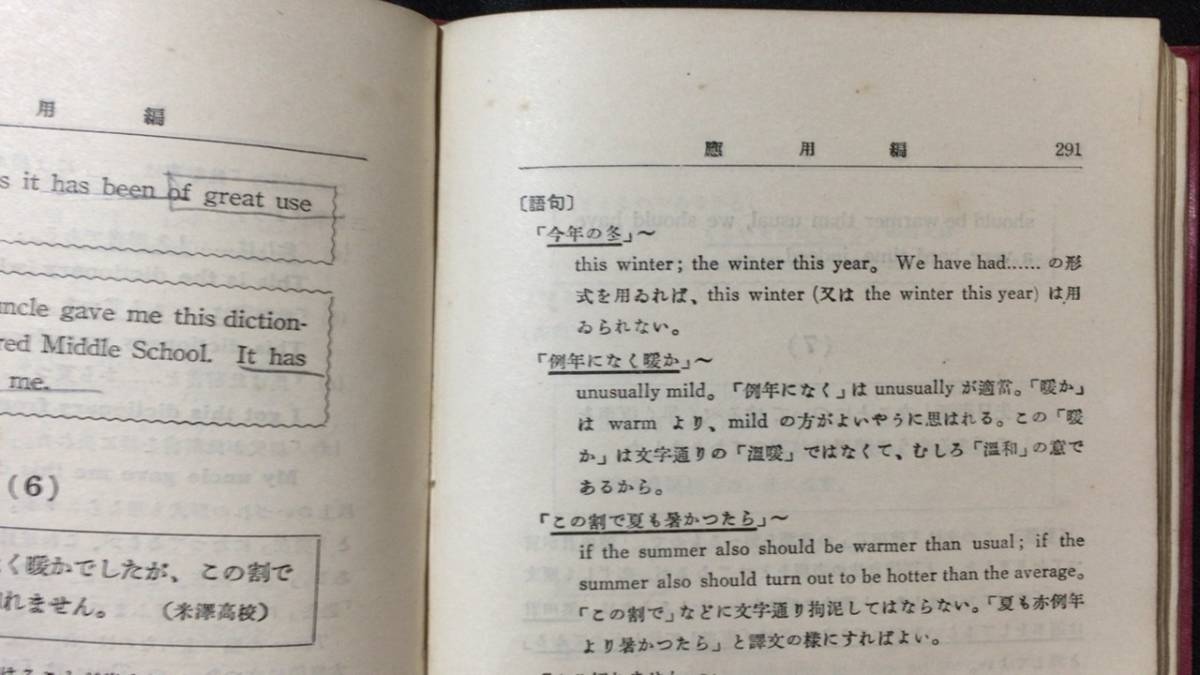 用 編
s it has been of great use
uncle gave me this diction-
red Middle School. It has
me.
(6)
く暖かでしたが、この割で
れません。 (米澤高校)
應 用 編 291
〔語句〕
「今年の冬」~
this winter; the winter this year。 We have had…… の形
式を用ゐれば、this winter (又は the winter this year) は用
ゐられない。
「例年になく暖か」~
unusually mild。「例年になく」は unusually が適當。「暖か」
は warm より、mild の方がよいやうに思はれる。この「暖
か」は文字通りの「溫暖」ではなくて、むしろ「溫和」の意で
あるから。
「この割で夏も暑かつたら」~
if the summer also should be warmer than usual; if the
summer also should turn out to be hotter than the average。
「この割で」などに文字通り拘泥してはならない。「夏も亦例年
より暑かつたら」と譯文の樣にすればよい。